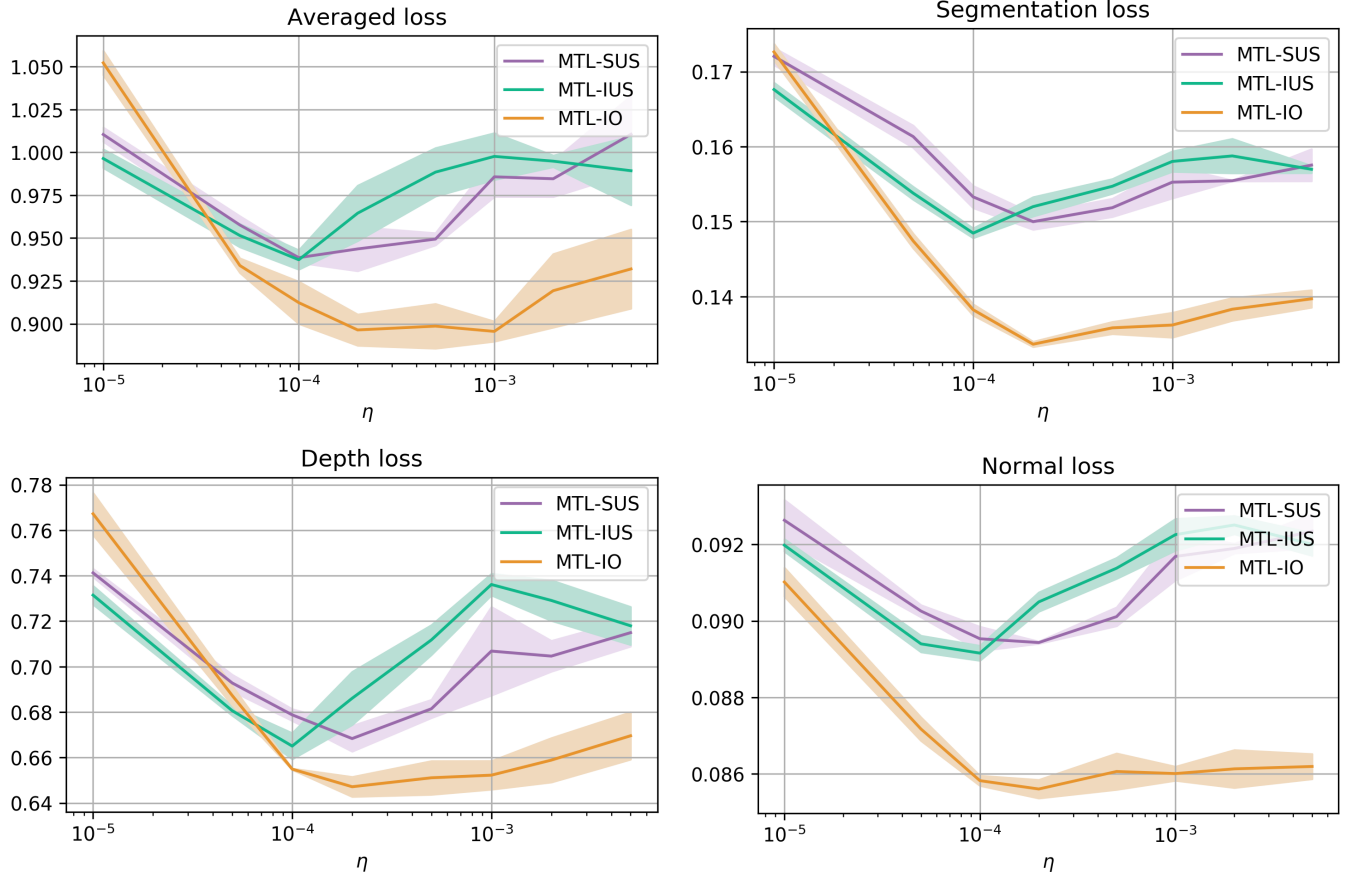 Averaged loss
1.050
1.025
1.000
0.975
0.950
0.925
0.900
MTL-SUS
MTL-IUS
MTL-IO
10⁻⁵
10⁻⁴
10⁻³
η
Segmentation loss
0.17
0.16
0.15
0.14
MTL-SUS
MTL-IUS
MTL-IO
10⁻⁵
10⁻⁴
10⁻³
η
Depth loss
0.78
0.76
0.74
0.72
0.70
0.68
0.66
0.64
MTL-SUS
MTL-IUS
MTL-IO
10⁻⁵
10⁻⁴
10⁻³
η
Normal loss
0.092
0.090
0.088
0.086
MTL-SUS
MTL-IUS
MTL-IO
10⁻⁵
10⁻⁴
10⁻³
η